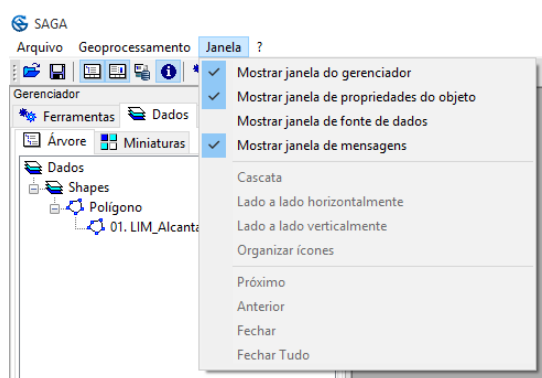 SAGA
Arquivo Geoprocessamento Janela ?
Gerenciador
Ferramentas Dados
Árvore Miniaturas
Dados
Shapes
Polígono
01. LIM_Alcanta
Mostrar janela do gerenciador
Mostrar janela de propriedades do objeto
Mostrar janela de fonte de dados
Mostrar janela de mensagens
Cascata
Lado a lado horizontalmente
Lado a lado verticalmente
Organizar ícones
Próximo
Anterior
Fechar
Fechar Tudo